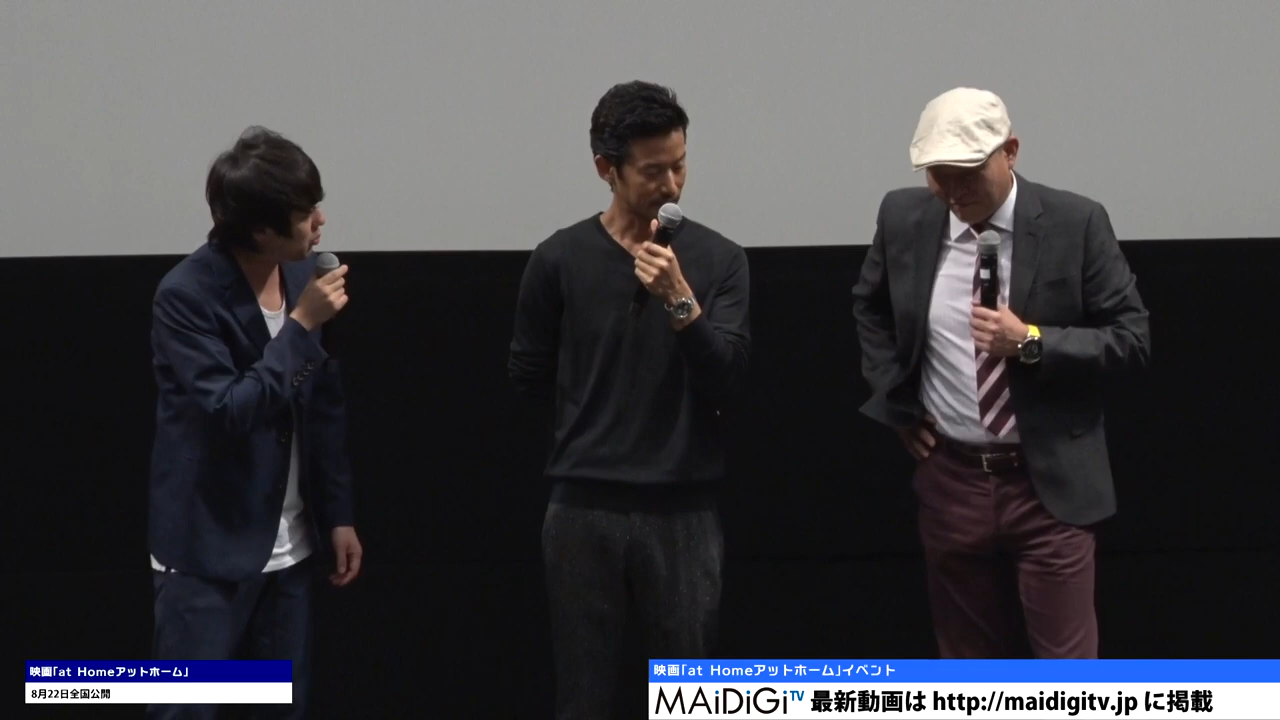 映画「at Homeアットホーム」
8月22日全国公開
映画「at Homeアットホーム」イベント
MAiDiGiTV 最新動画は http://maidigitv.jp に掲載